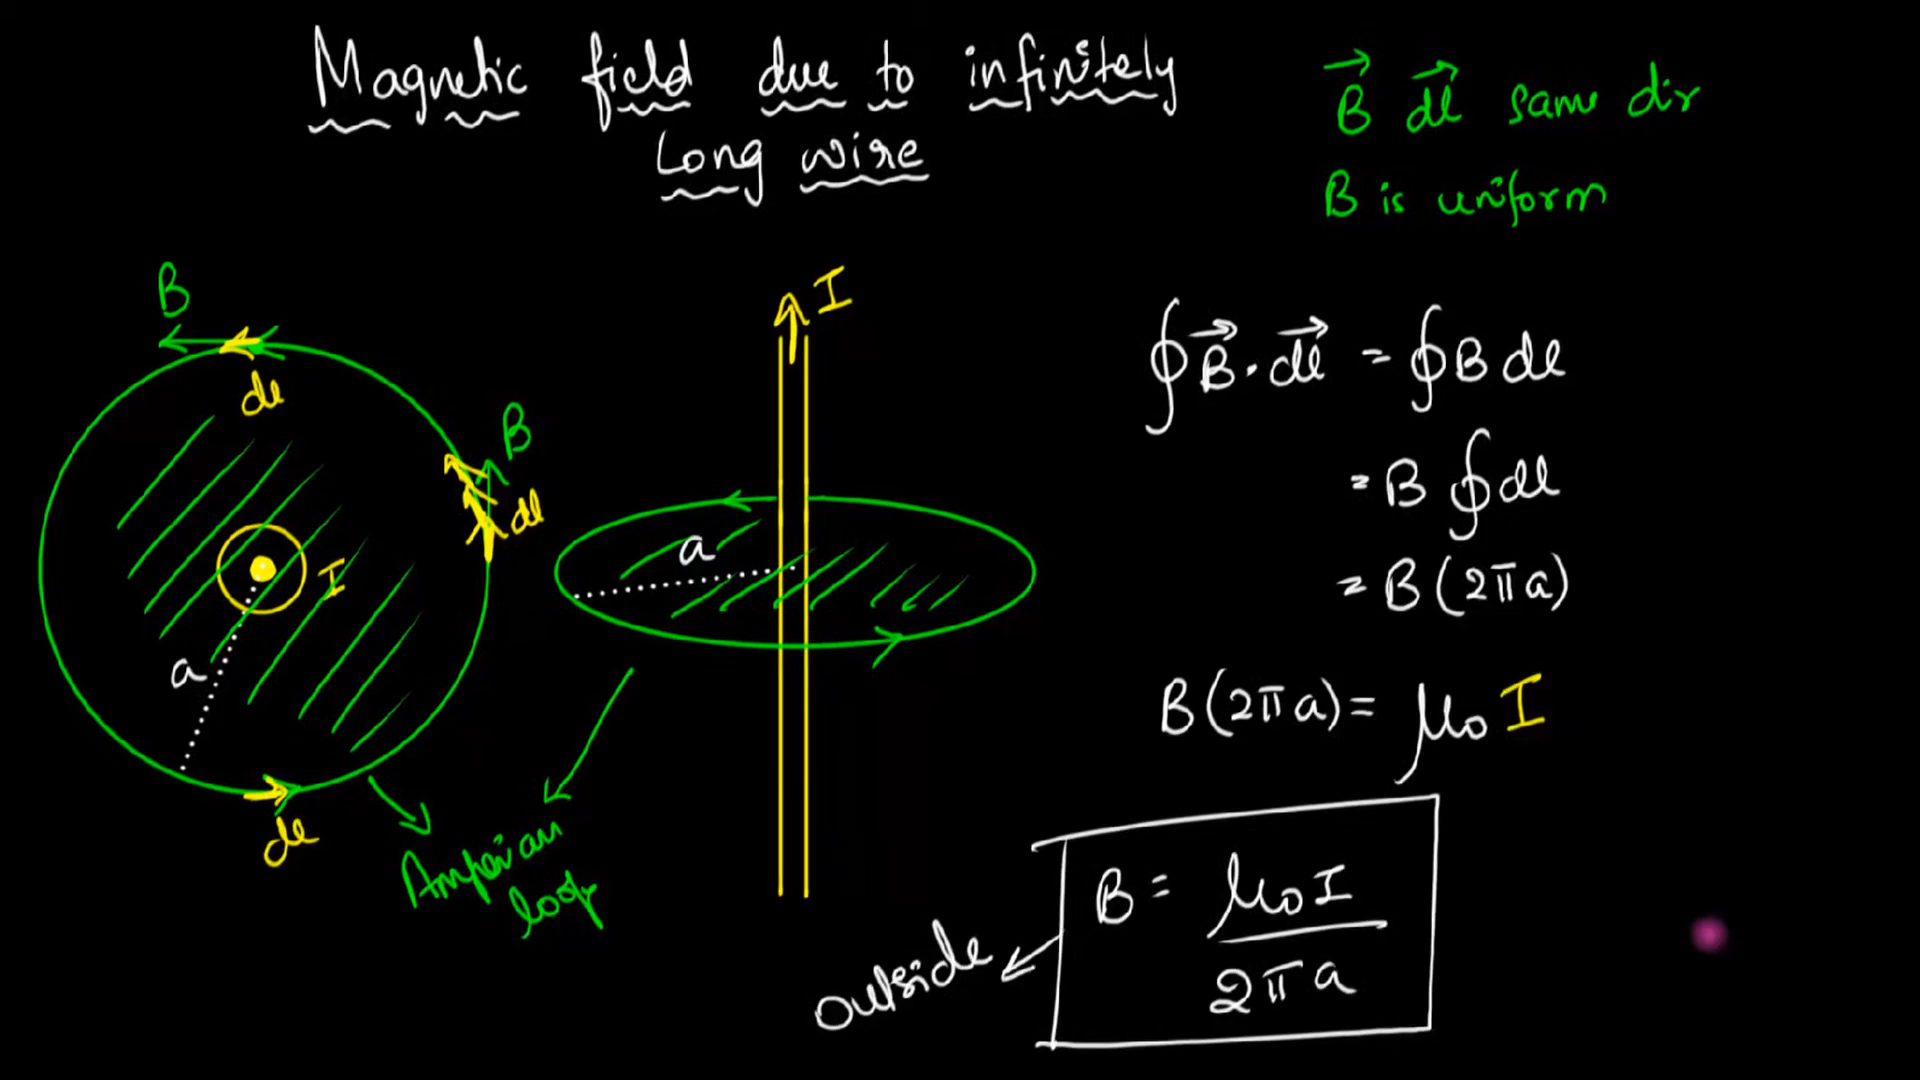 Magnetic field due to infinitely
Long wire
B⃗ dl⃗ same dir
B is uniform
B
dl
B
dl
I
a
dl
I
a
Amperian
loop
∮B⃗·dl⃗ = ∮B dl
= B ∮dl
= B(2πa)
B(2πa) = μ₀ I
B = μ₀I / 2πa
outside